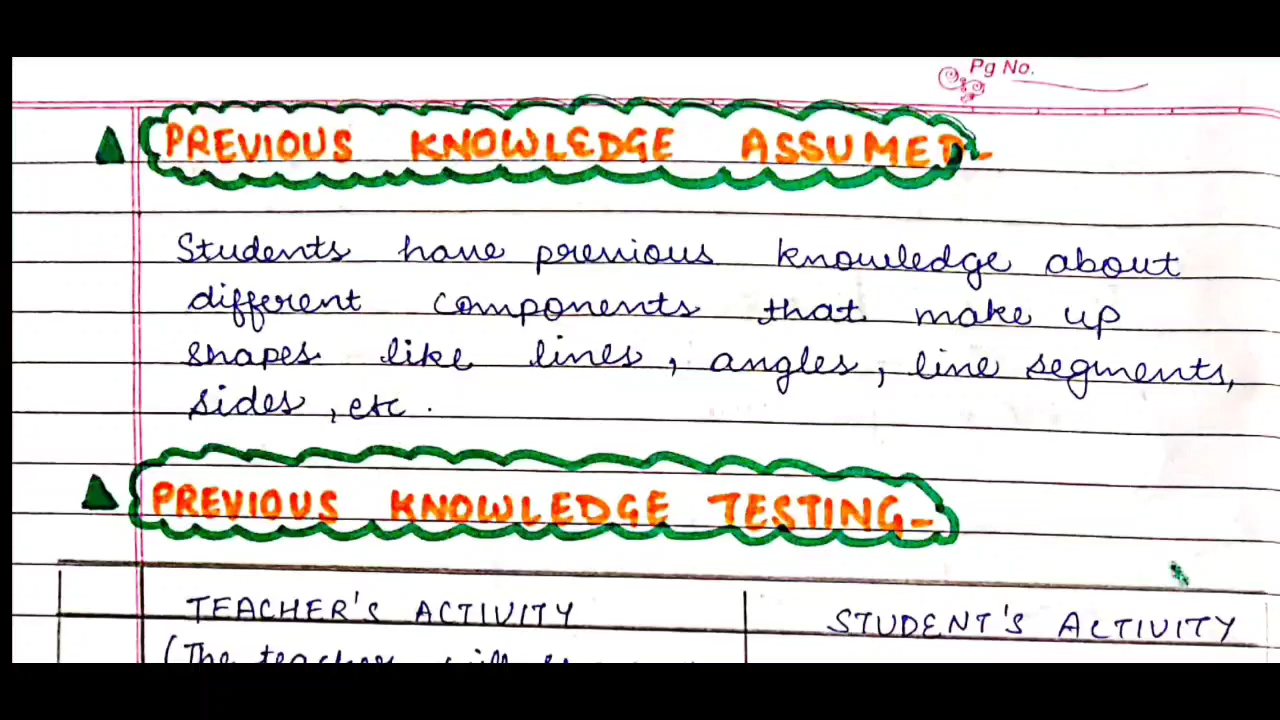 Pg No.
PREVIOUS KNOWLEDGE ASSUMED-
Students have previous knowledge about
different components that make up
shapes like lines, angles, line segments,
sides, etc.
PREVIOUS KNOWLEDGE TESTING-
TEACHER'S ACTIVITY STUDENT'S ACTIVITY
(The teacher will